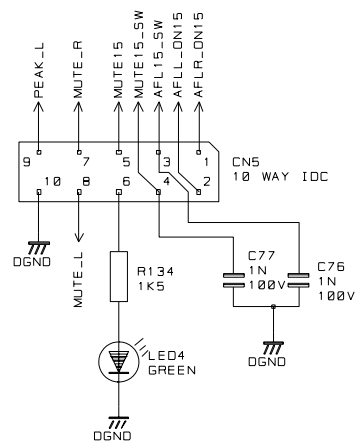 PEAK_L
MUTE_R
MUTE15
MUTE15_SW
AFL15_SW
AFLL_ON15
AFLR_ON15
9 7 5 3 1
10 8 6 4 2
CN5
10 WAY IDC
DGND
MUTE_L
R134
1K5
C77
1N
100V
C76
1N
100V
LED4
GREEN
DGND
DGND